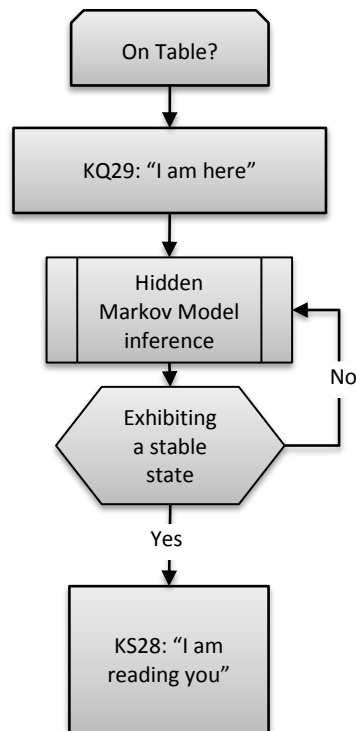 On Table?
KQ29: “I am here”
Hidden
Markov Model
inference
No
Exhibiting
a stable
state
Yes
KS28: “I am
reading you”